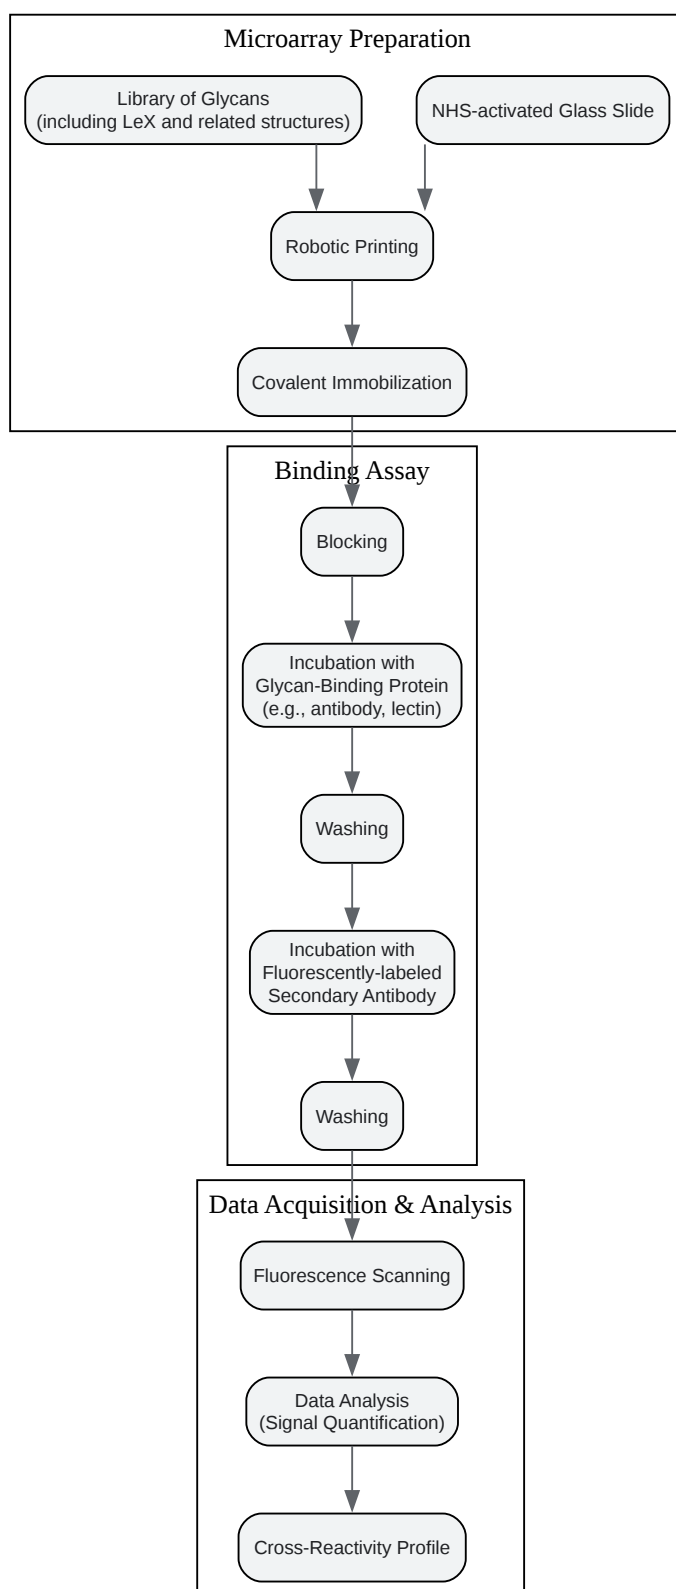 Microarray Preparation
Library of Glycans
(including LeX and related structures)
NHS-activated Glass Slide
Robotic Printing
Covalent Immobilization
Binding Assay
Blocking
Incubation with
Glycan-Binding Protein
(e.g., antibody, lectin)
Washing
Incubation with
Fluorescently-labeled
Secondary Antibody
Washing
Data Acquisition & Analysis
Fluorescence Scanning
Data Analysis
(Signal Quantification)
Cross-Reactivity Profile